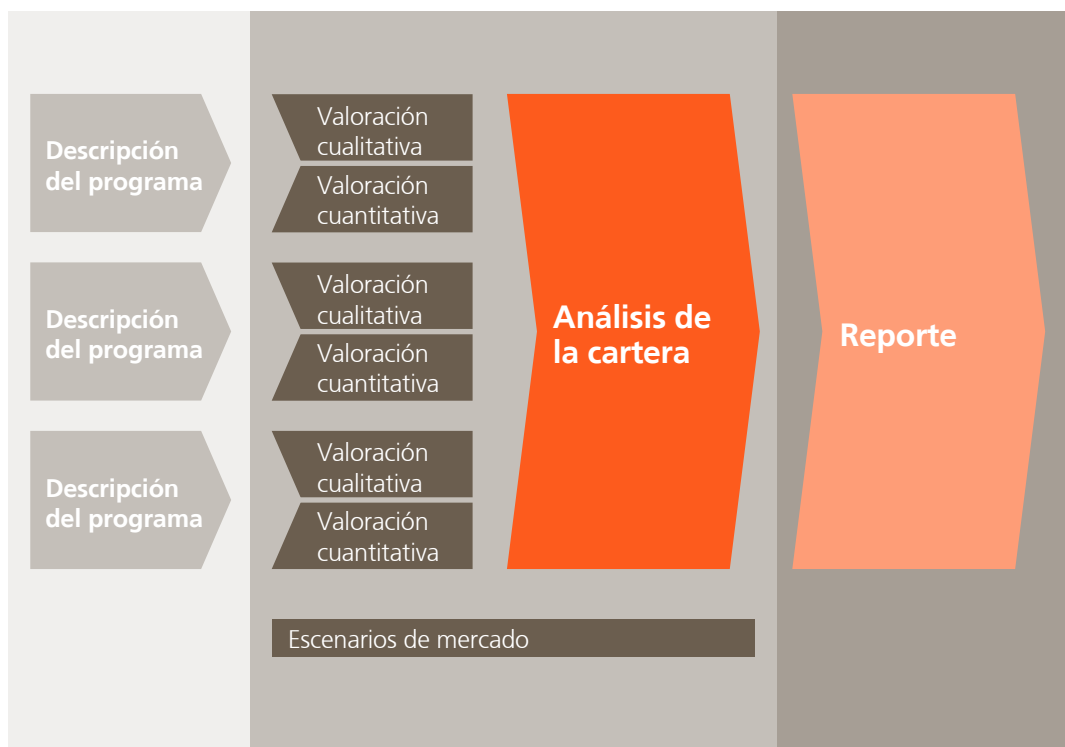 Descripción
del programa
Valoración
cualitativa
Valoración
cuantitativa
Descripción
del programa
Valoración
cualitativa
Valoración
cuantitativa
Descripción
del programa
Valoración
cualitativa
Valoración
cuantitativa
Análisis de
la cartera
Reporte
Escenarios de mercado